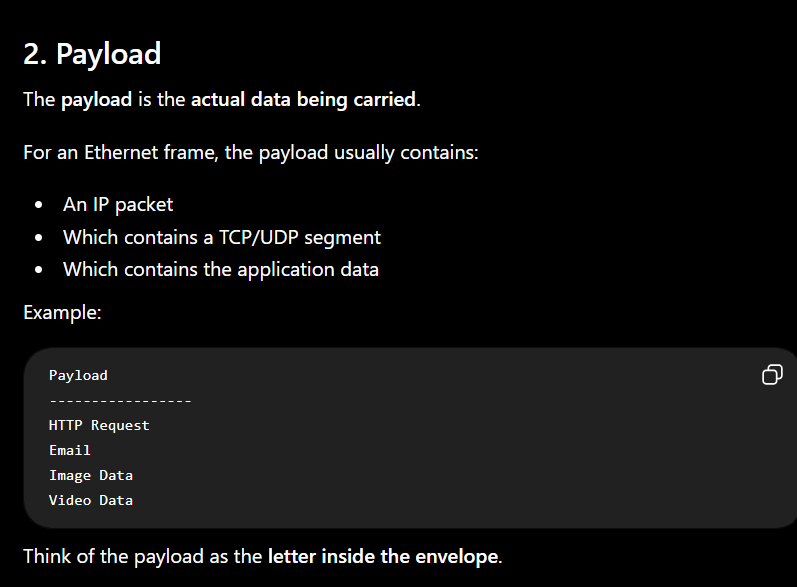 2. Payload
The payload is the actual data being carried.
For an Ethernet frame, the payload usually contains:
• An IP packet
• Which contains a TCP/UDP segment
• Which contains the application data
Example:
Payload
-----------------
HTTP Request
Email
Image Data
Video Data
Think of the payload as the letter inside the envelope.